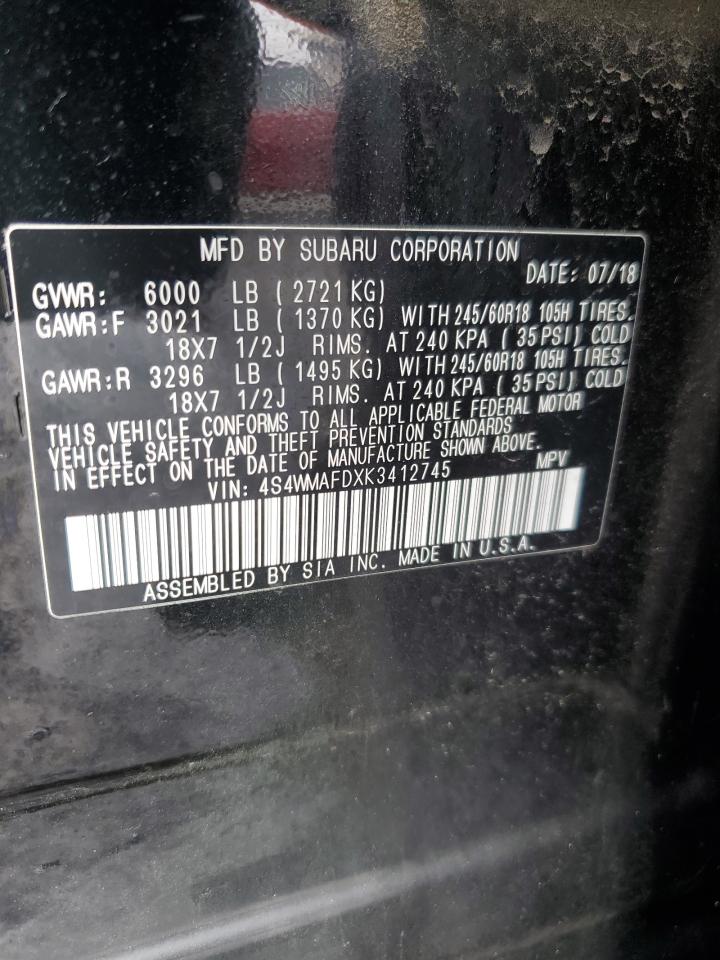 MFD BY SUBARU CORPORATION
DATE: 07/18
GVWR: 6000 LB ( 2721 KG)
GAWR:F 3021 LB ( 1370 KG) WITH 245/60R18 105H TIRES.
18X7 1/2J RIMS. AT 240 KPA ( 35 PSI) COLD
GAWR:R 3296 LB ( 1495 KG) WITH 245/60R18 105H TIRES.
18X7 1/2J RIMS. AT 240 KPA ( 35 PSI) COLD
THIS VEHICLE CONFORMS TO ALL APPLICABLE FEDERAL MOTOR
VEHICLE SAFETY AND THEFT PREVENTION STANDARDS
IN EFFECT ON THE DATE OF MANUFACTURE SHOWN ABOVE.
VIN: 4S4WMAFDXK3412745 MPV
ASSEMBLED BY SIA INC. MADE IN U.S.A.